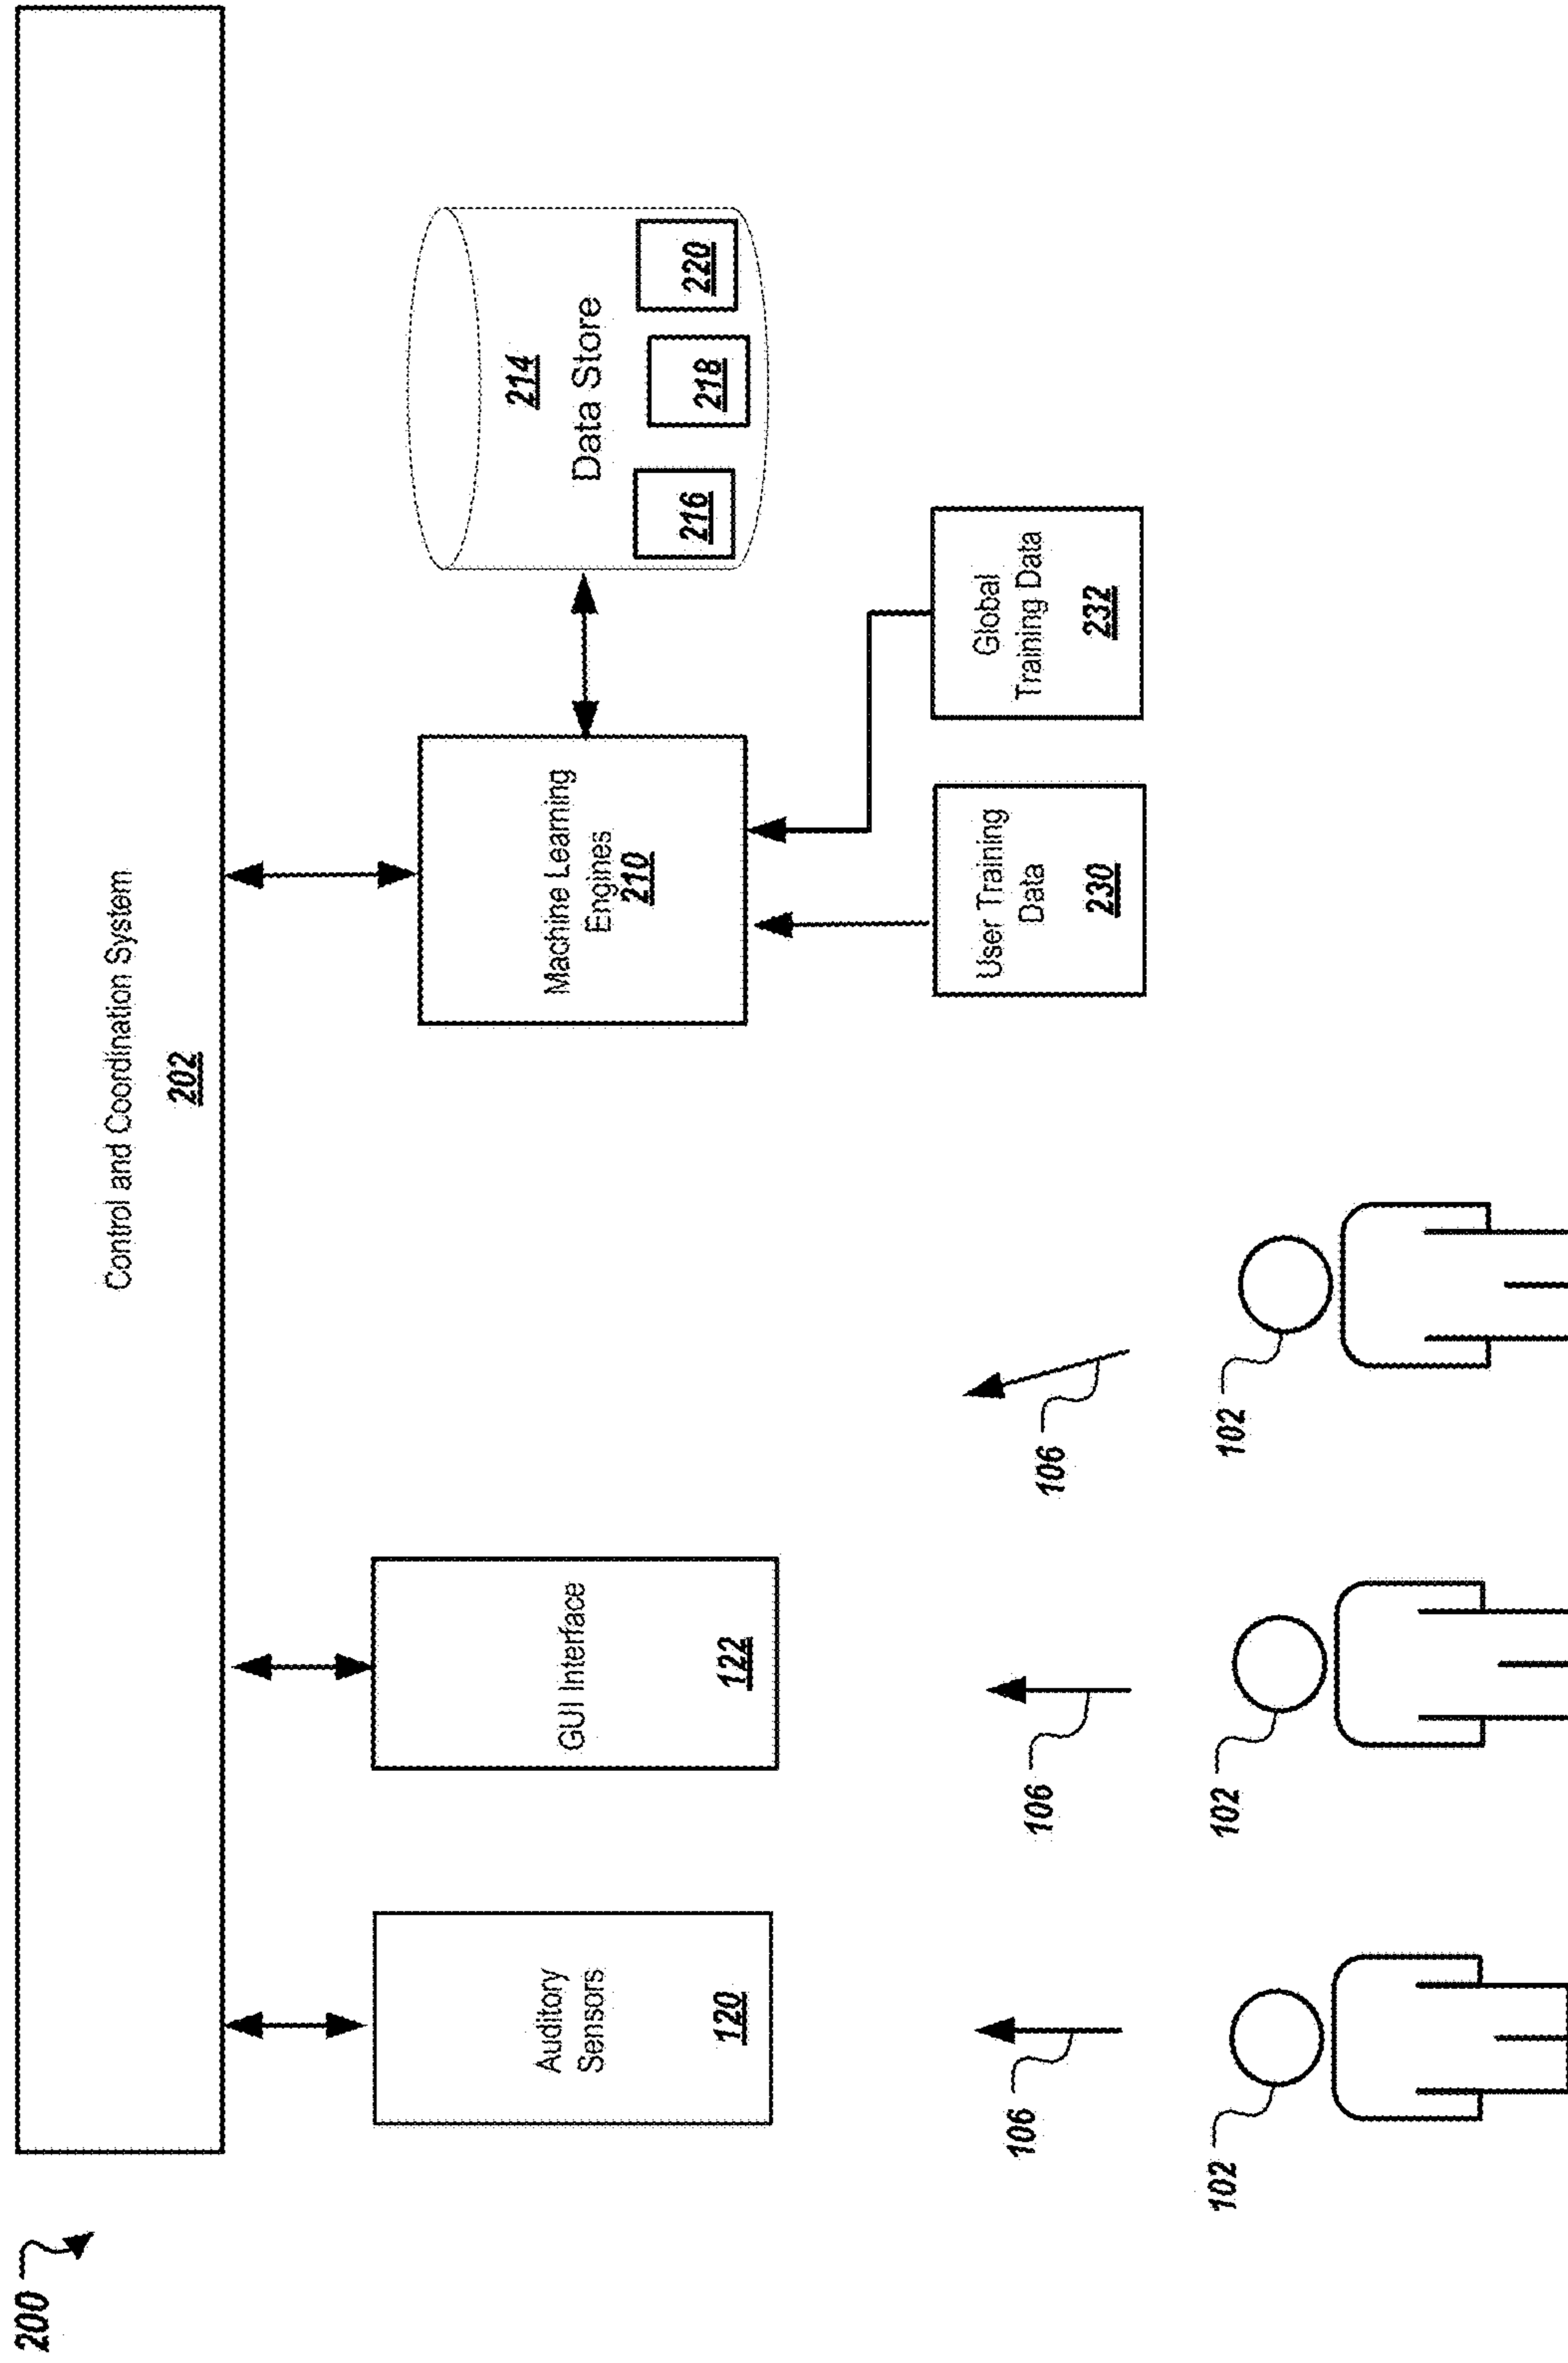 200
Control and Coordination System
202
Auditory
Sensors
120
GUI Interface
122
Machine Learning
Engines
210
214
Data Store
216
218
220
User Training
Data
230
Global
Training Data
232
106
106
106
102
102
102